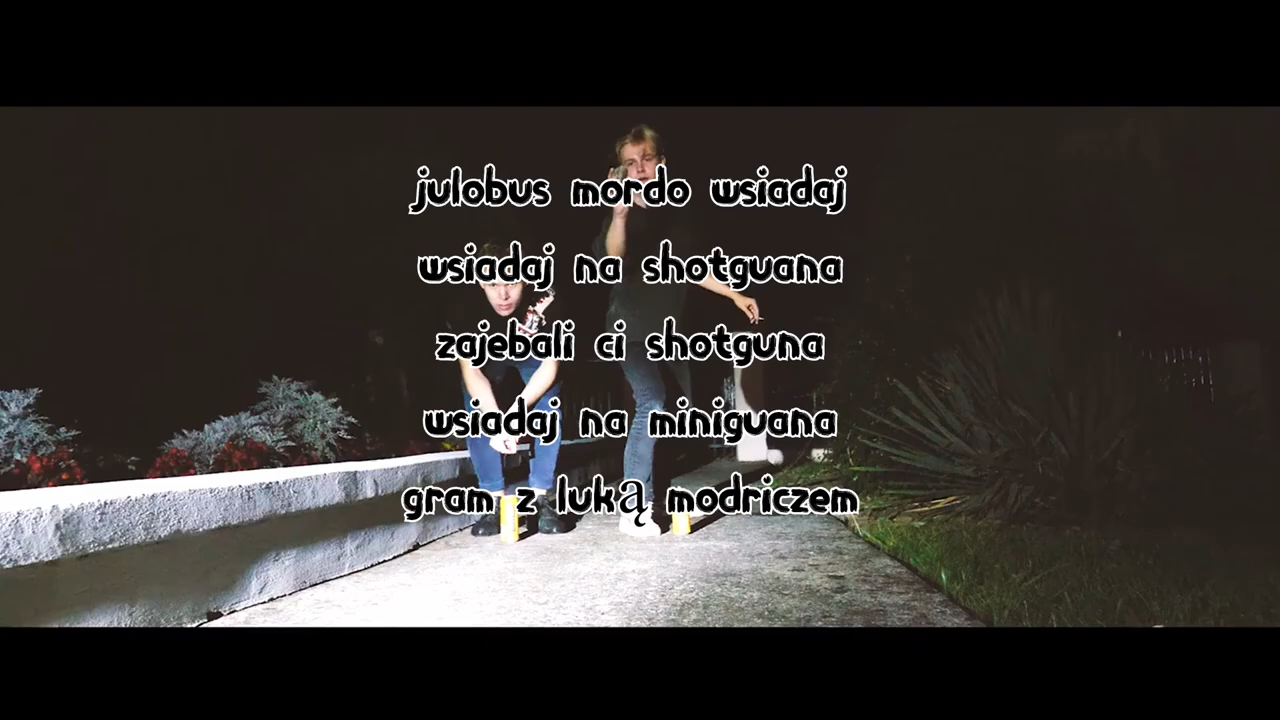 julobus mordo wsiadaj
wsiadaj na shotguana
zajebali ci shotguna
wsiadaj na miniguana
gram z luką modriczem